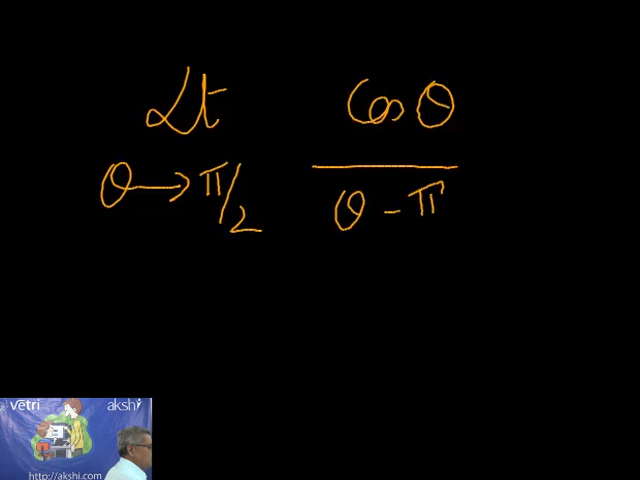 Lt cos θ
θ → π/2 θ - π
vetri akshi
http://akshi.com